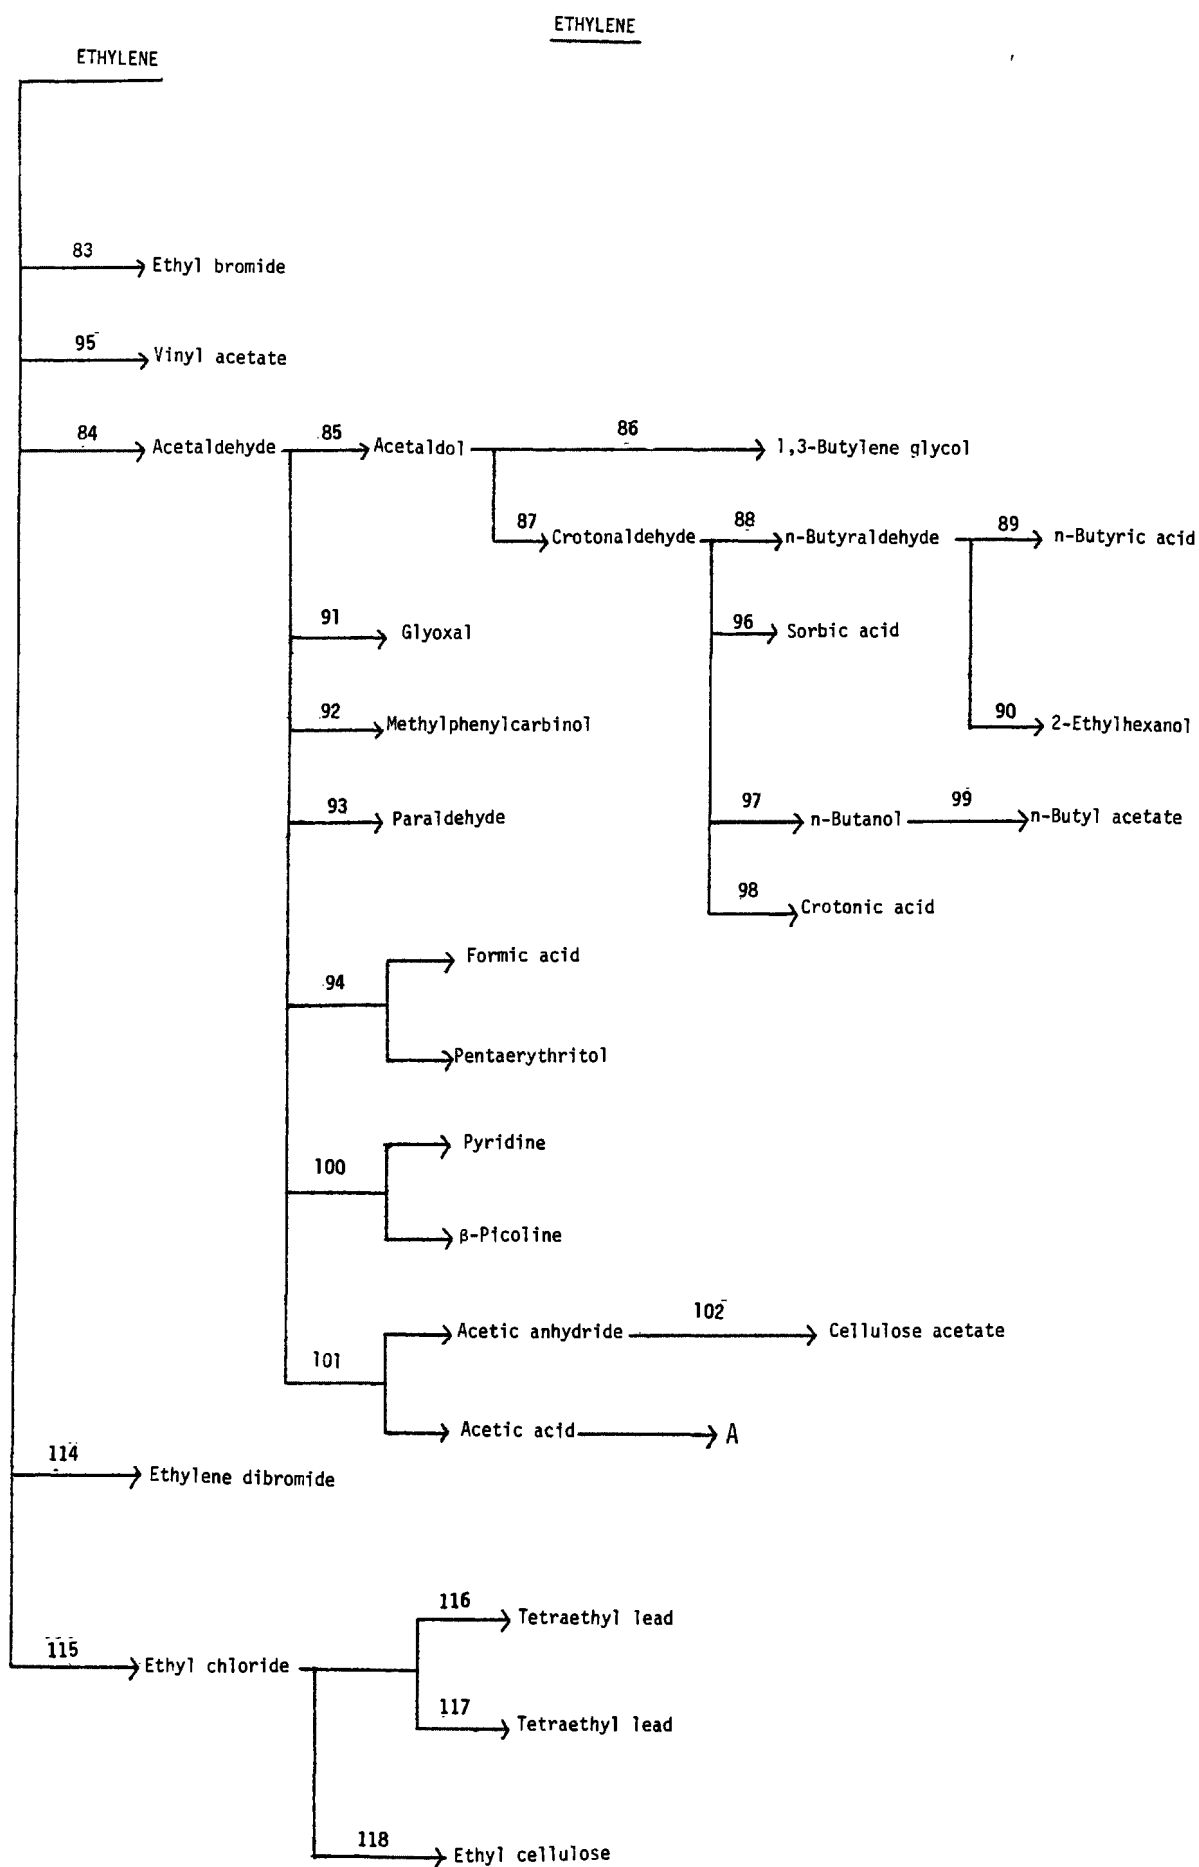 ETHYLENE
ETHYLENE
83
Ethyl bromide
95
Vinyl acetate
84
Acetaldehyde
85
Acetaldol
86
1,3-Butylene glycol
87
Crotonaldehyde
88
n-Butyraldehyde
89
n-Butyric acid
91
Glyoxal
96
Sorbic acid
92
Methylphenylcarbinol
90
2-Ethylhexanol
93
Paraldehyde
97
n-Butanol
99
n-Butyl acetate
98
Crotonic acid
94
Formic acid
Pentaerythritol
100
Pyridine
β-Picoline
101
Acetic anhydride
102
Cellulose acetate
Acetic acid
A
114
Ethylene dibromide
115
Ethyl chloride
116
Tetraethyl lead
117
Tetraethyl lead
118
Ethyl cellulose